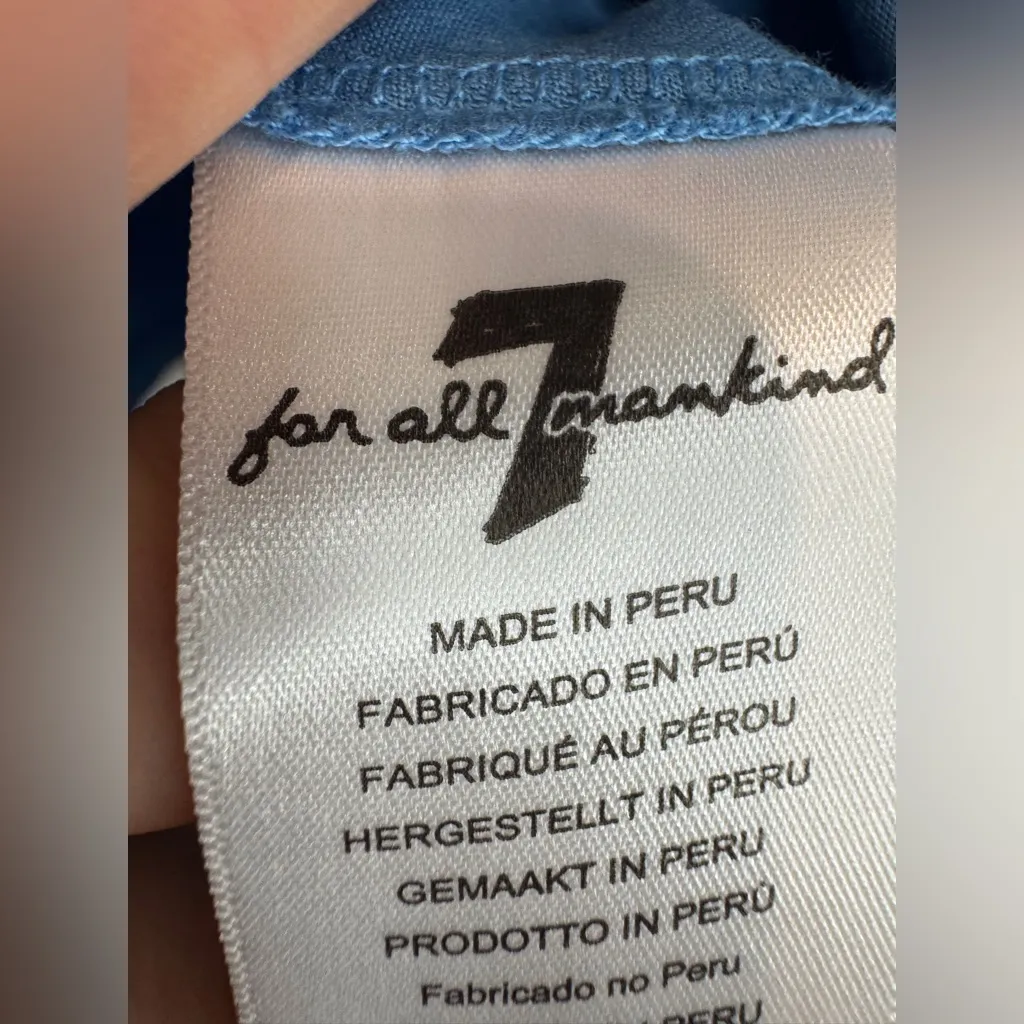 7
for all mankind
MADE IN PERU
FABRICADO EN PERÚ
FABRIQUÉ AU PÉROU
HERGESTELLT IN PERU
GEMAAKT IN PERU
PRODOTTO IN PERÙ
Fabricado no Peru
PERU